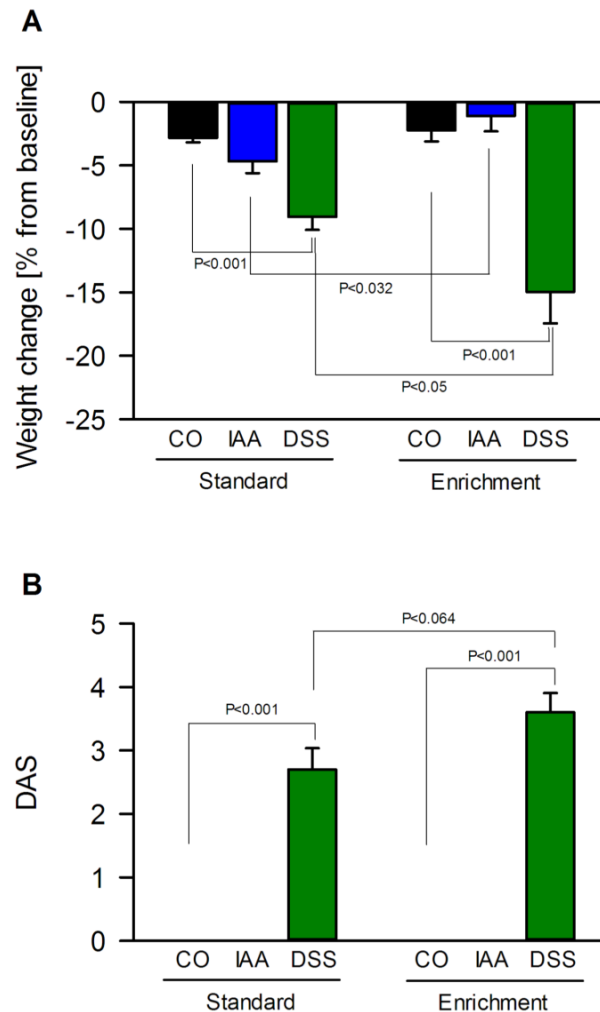 A
Weight change [% from baseline]
0
-5
-10
-15
-20
-25
P<0.001
P<0.032
P<0.001
P<0.05
CO IAA DSS CO IAA DSS
Standard Enrichment
B
DAS
5
4
3
2
1
0
P<0.064
P<0.001
P<0.001
CO IAA DSS CO IAA DSS
Standard Enrichment